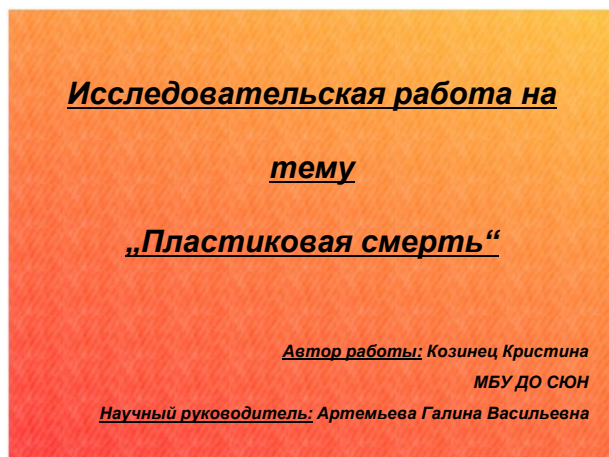 Исследовательская работа на
тему
„Пластиковая смерть“
Автор работы: Козинец Кристина
МБУ ДО СЮН
Научный руководитель: Артемьева Галина Васильевна